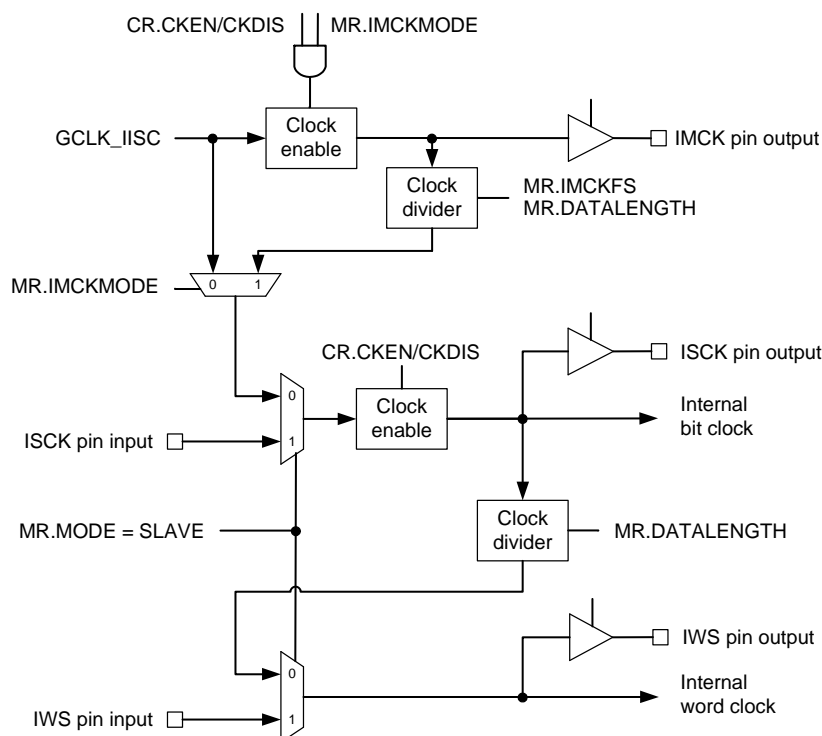 CR.CKEN/CKDIS
MR.IMCKMODE
GCLK_IISC
Clock
enable
IMCK pin output
Clock
divider
MR.IMCKFS
MR.DATALENGTH
MR.IMCKMODE
0
1
CR.CKEN/CKDIS
ISCK pin output
0
Clock
enable
Internal
bit clock
ISCK pin input
1
MR.MODE = SLAVE
Clock
divider
MR.DATALENGTH
IWS pin output
0
Internal
word clock
IWS pin input
1